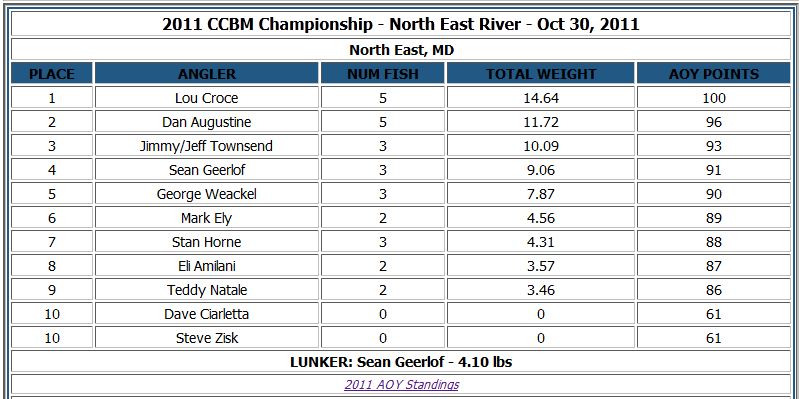 2011 CCBM Championship - North East River - Oct 30, 2011
North East, MD
PLACE ANGLER NUM FISH TOTAL WEIGHT AOY POINTS
1 Lou Croce 5 14.64 100
2 Dan Augustine 5 11.72 96
3 Jimmy/Jeff Townsend 3 10.09 93
4 Sean Geerlof 3 9.06 91
5 George Weackel 3 7.87 90
6 Mark Ely 2 4.56 89
7 Stan Horne 3 4.31 88
8 Eli Amilani 2 3.57 87
9 Teddy Natale 2 3.46 86
10 Dave Ciarletta 0 0 61
10 Steve Zisk 0 0 61
LUNKER: Sean Geerlof - 4.10 lbs
2011 AOY Standings